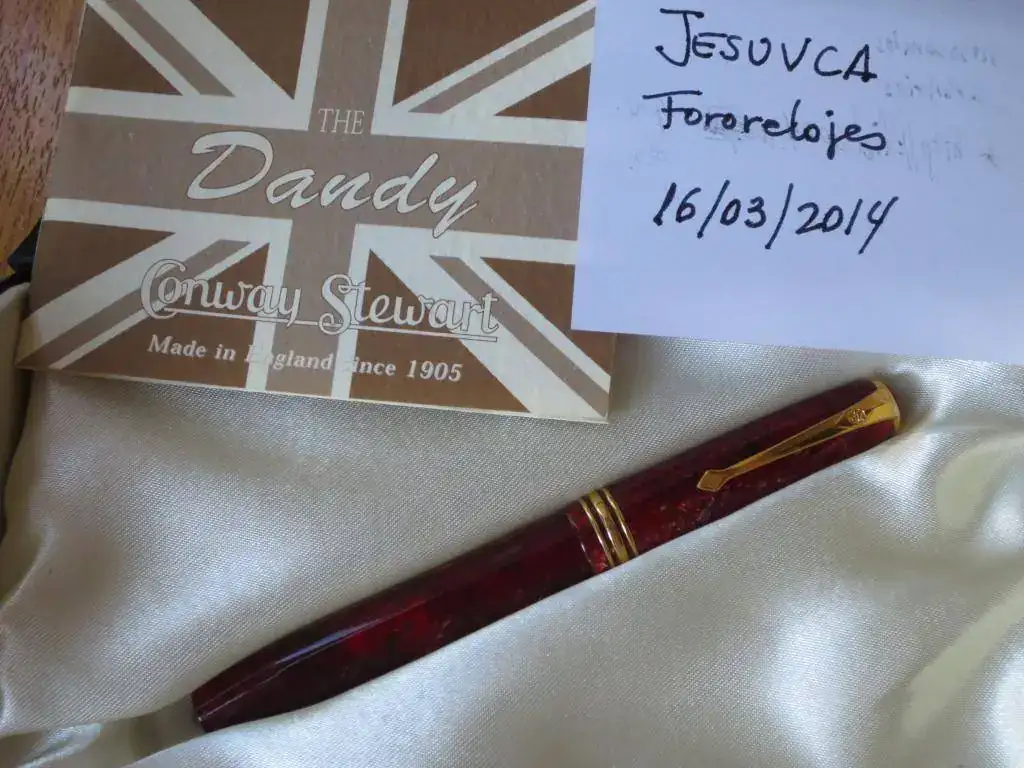 THE
Dandy
Conway Stewart
Made in England since 1905
JESUVCA
Fororelojes
16/03/2014